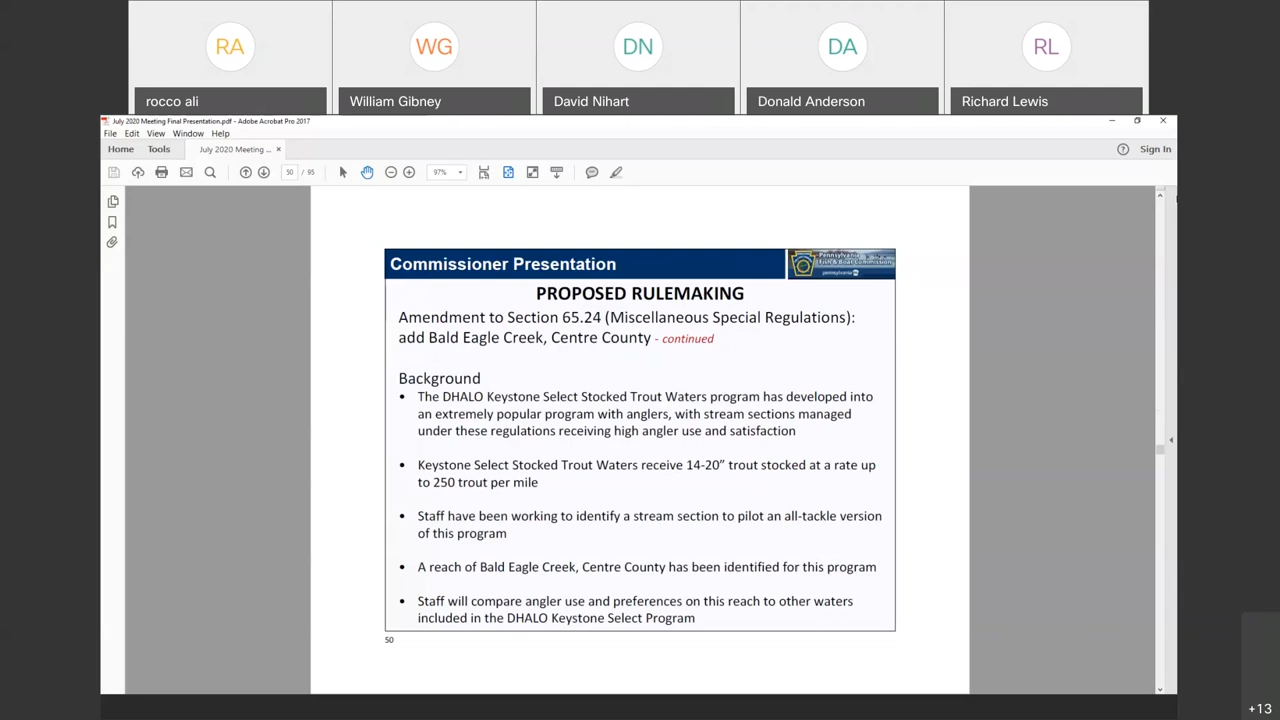 RA
WG
DN
DA
RL
rocco ali
William Gibney
David Nihart
Donald Anderson
Richard Lewis
July 2020 Meeting Final Presentation.pdf - Adobe Acrobat Pro 2017
File Edit View Window Help
Home Tools July 2020 Meeting ... × Sign In
50 / 95 97%
Commissioner Presentation
Pennsylvania
Fish & Boat Commission
pennsylvania
PROPOSED RULEMAKING
Amendment to Section 65.24 (Miscellaneous Special Regulations):
add Bald Eagle Creek, Centre County - continued
Background
• The DHALO Keystone Select Stocked Trout Waters program has developed into
an extremely popular program with anglers, with stream sections managed
under these regulations receiving high angler use and satisfaction
• Keystone Select Stocked Trout Waters receive 14-20” trout stocked at a rate up
to 250 trout per mile
• Staff have been working to identify a stream section to pilot an all-tackle version
of this program
• A reach of Bald Eagle Creek, Centre County has been identified for this program
• Staff will compare angler use and preferences on this reach to other waters
included in the DHALO Keystone Select Program
50
+13